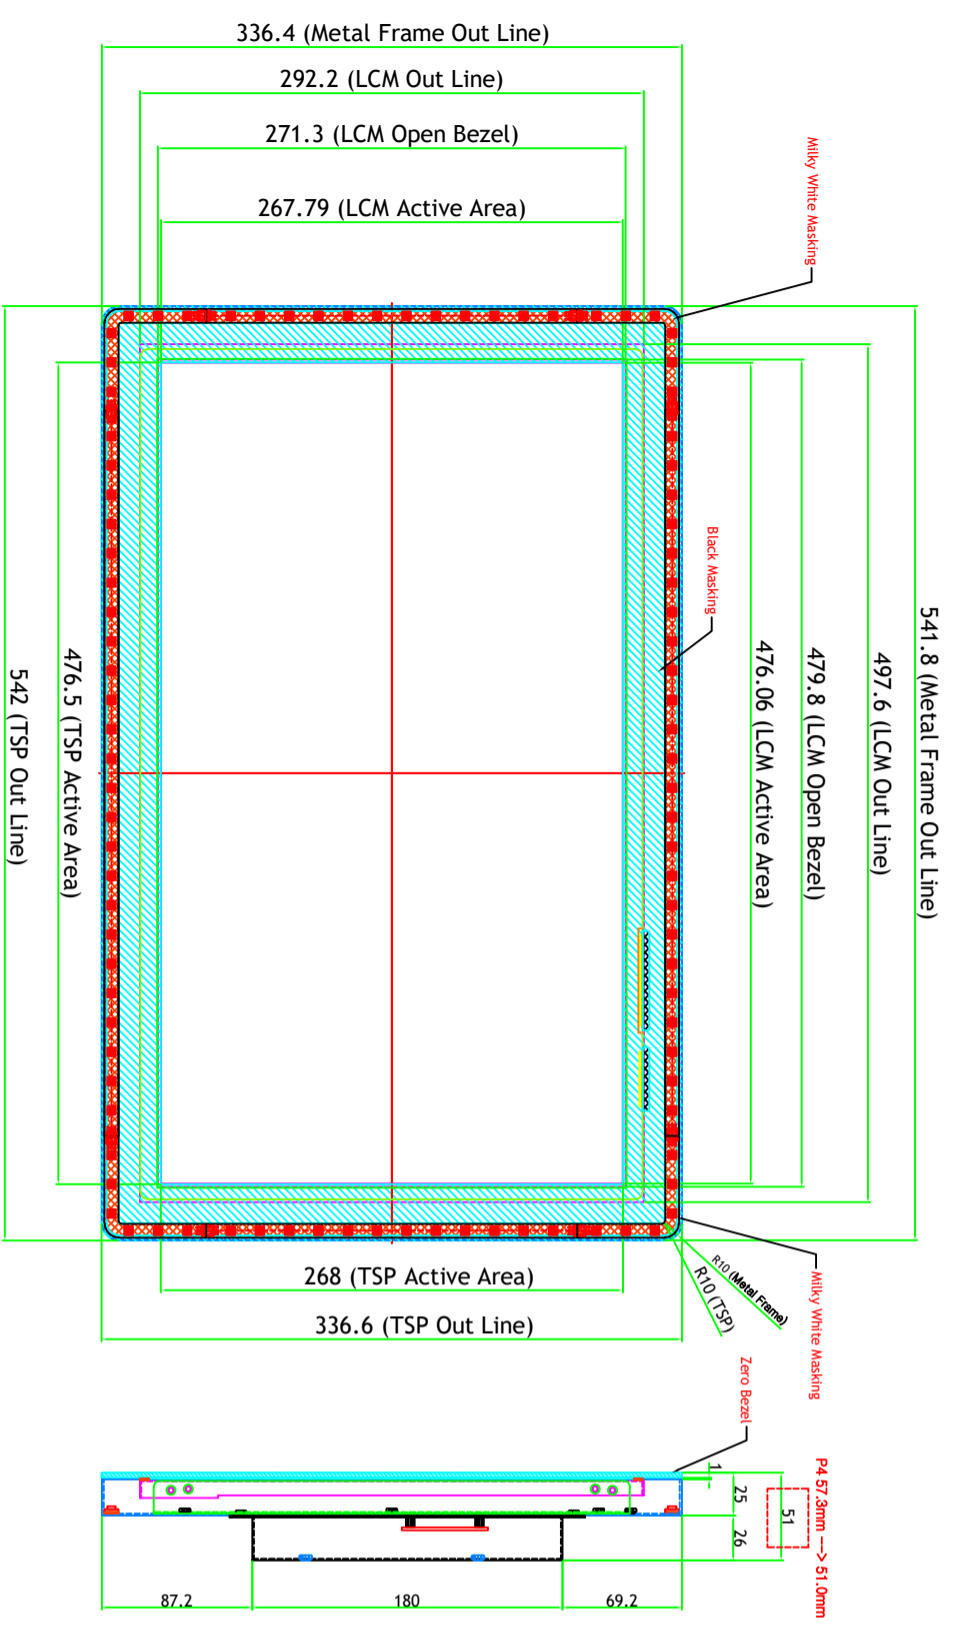 336.4 (Metal Frame Out Line)
292.2 (LCM Out Line)
271.3 (LCM Open Bezel)
267.79 (LCM Active Area)
Milky White Masking
Black Masking
541.8 (Metal Frame Out Line)
497.6 (LCM Out Line)
479.8 (LCM Open Bezel)
476.06 (LCM Active Area)
476.5 (TSP Active Area)
542 (TSP Out Line)
268 (TSP Active Area)
336.6 (TSP Out Line)
R10 (Metal Frame)
R10 (TSP)
Milky White Masking
Zero Bezel
P4 57.3mm ---> 51.0mm
1
25
51
26
87.2
180
69.2